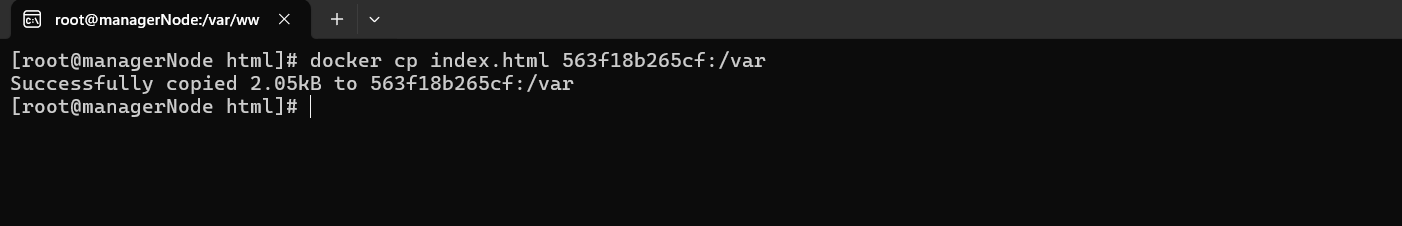 root@managerNode:/var/ww
[root@managerNode html]# docker cp index.html 563f18b265cf:/var
Successfully copied 2.05kB to 563f18b265cf:/var
[root@managerNode html]#